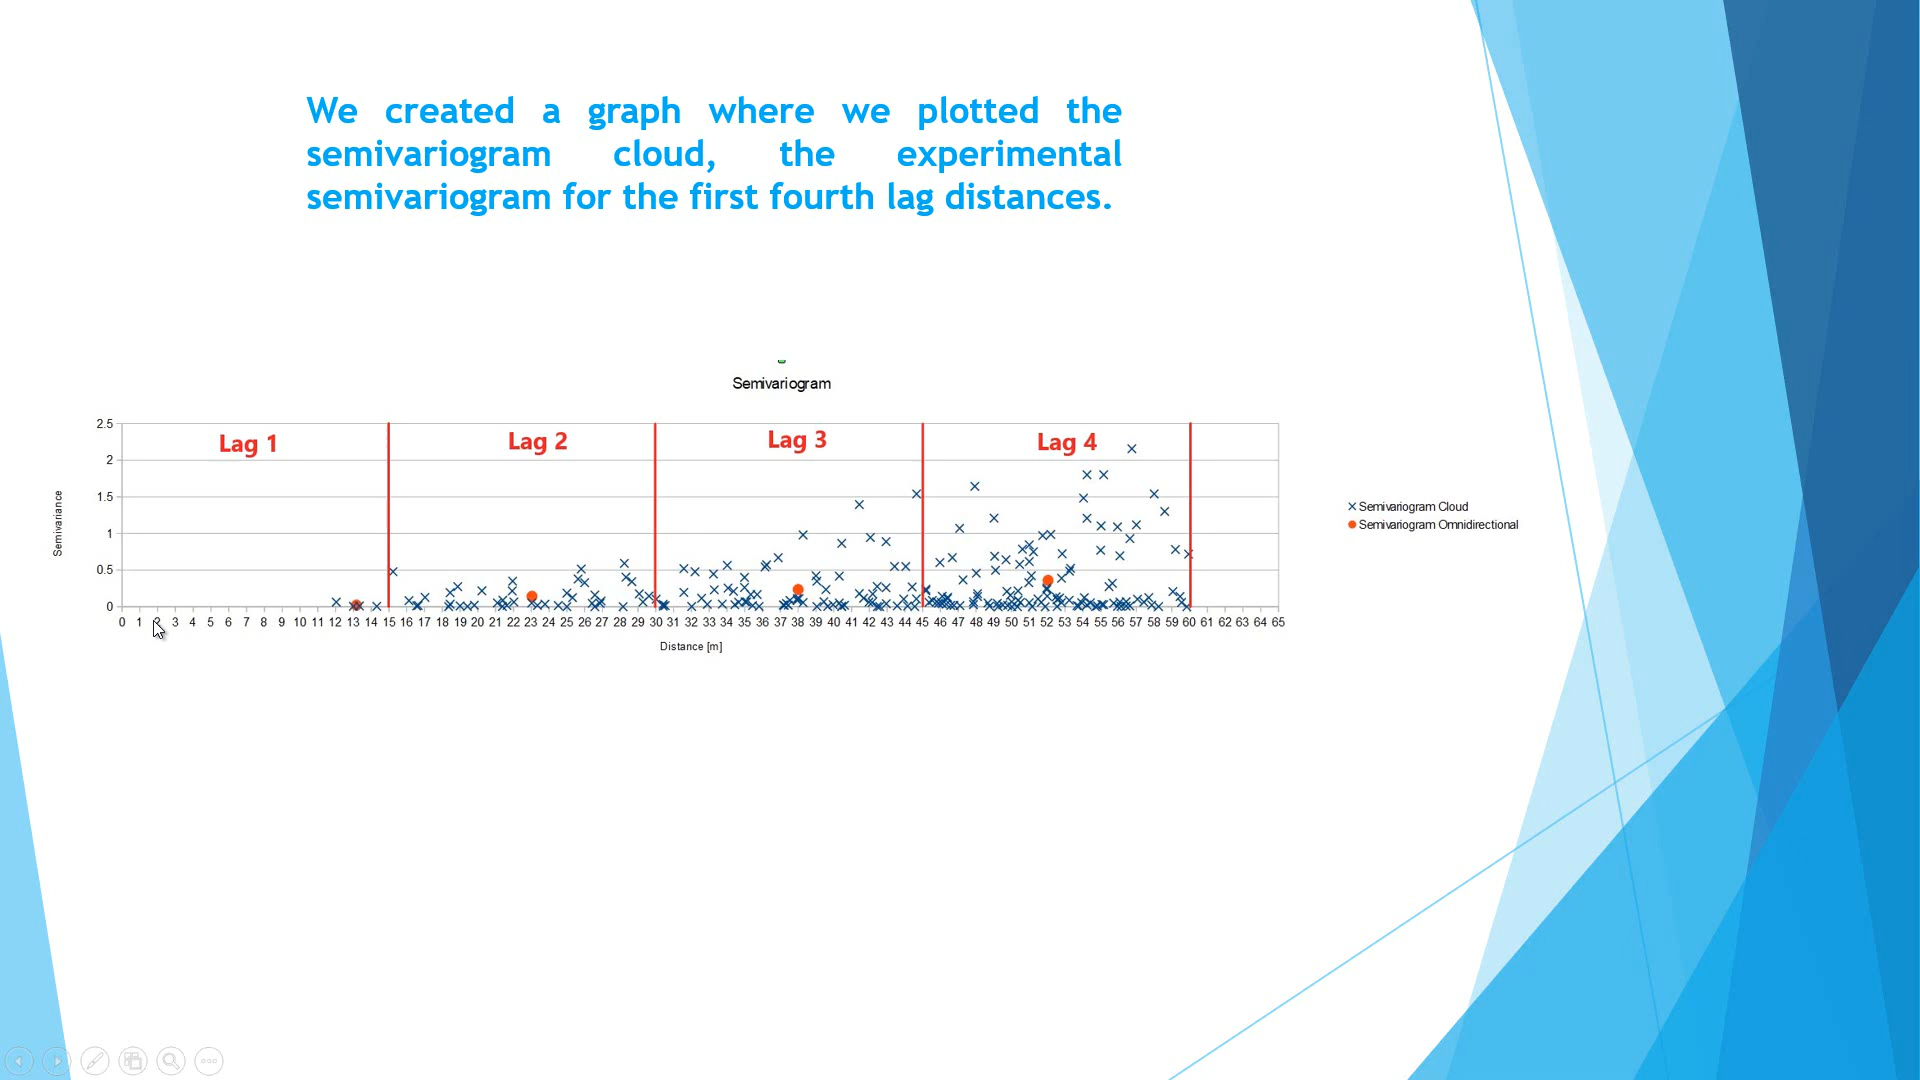 We created a graph where we plotted the
semivariogram cloud, the experimental
semivariogram for the first fourth lag distances.
Semivariogram
2.5
2
1.5
1
0.5
0
Semivariance
Lag 1
Lag 2
Lag 3
Lag 4
0 1 2 3 4 5 6 7 8 9 10 11 12 13 14 15 16 17 18 19 20 21 22 23 24 25 26 27 28 29 30 31 32 33 34 35 36 37 38 39 40 41 42 43 44 45 46 47 48 49 50 51 52 53 54 55 56 57 58 59 60 61 62 63 64 65
Distance [m]
Semivariogram Cloud
Semivariogram Omnidirectional